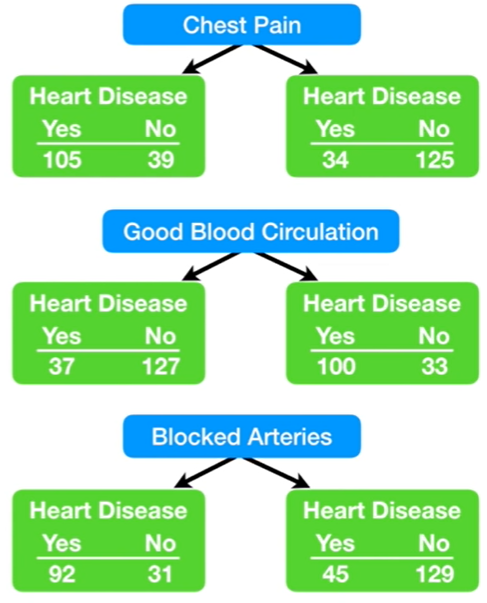 Chest Pain
Heart Disease Heart Disease
Yes No Yes No
105 39 34 125
Good Blood Circulation
Heart Disease Heart Disease
Yes No Yes No
37 127 100 33
Blocked Arteries
Heart Disease Heart Disease
Yes No Yes No
92 31 45 129